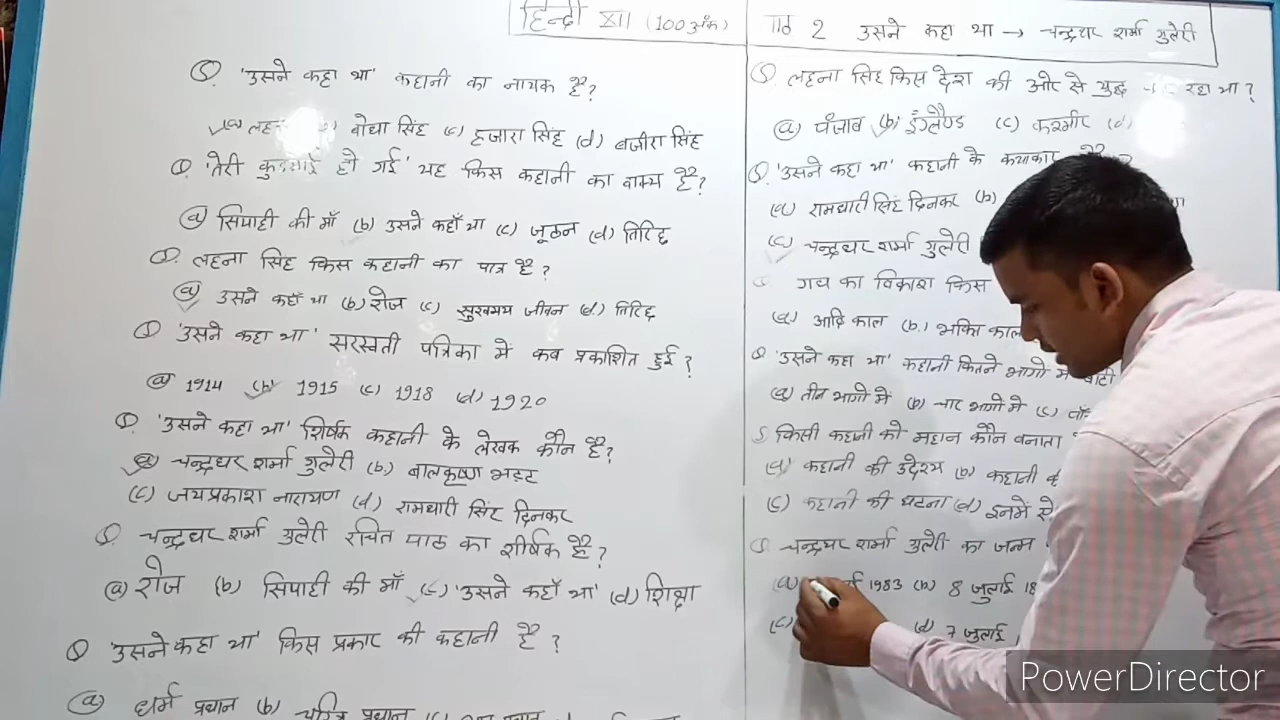 हिन्दी XII (100 अंक)
पाठ 2 उसने कहा था → चन्द्रधर शर्मा गुलेरी
Q. 'उसने कहा था' कहानी का नायक है?
(a) (c) हजारा सिंह (d) बजीरा सिंह
बोधा सिंह
Q. 'तेरी हो गई' यह किस कहानी का वाक्य है?
(a) सिपाही की माँ (b) उसने कहाँ था (c) जूठन (d) तिरिछ
Q. लहना सिंह किस कहानी का पात्र है?
(a) उसने कहाँ था (b) रोज (c) सुखमय जीवन (d.) तिरिछ
Q 'उसने कहा था' सरस्वती पत्रिका में कब प्रकाशित हुई?
(a) 1914 (b) 1915 (c) 1918 (d) 1920
Q. 'उसने कहा था' शिर्षक कहानी के लेखक कौन है?
(a) चन्द्रधर शर्मा गुलेरी (b.) बालकृष्ण भट्ट
(c) जयप्रकाश नारायण (d) रामधारी सिंह दिनकर
Q. चन्द्रधर शर्मा गुलेरी रचित पाठ का शीर्षक है?
(a) रोज (b) सिपाही की माँ (c) 'उसने कहाँ था' (d) शिक्षा
Q 'उसने कहा था' किस प्रकार की कहानी है?
(a) धर्म प्रधान (b) चरित्र प्रधान
Q. लहना सिंह किस देश की ओर से युद्ध रहा था?
(a) पंजाब (b) इंग्लैण्ड (c) कश्मीर (d)
Q. 'उसने कहा था' कहानी के कथाकार
(a) रामधारी सिंह दिनकर (b)
(c) चन्द्रधर शर्मा गुलेरी
गद्य का विकाश किस
(a) आदि काल (b.) भक्ति काल
Q 'उसने कहा था' कहानी कितने भागो में
(a) तीन भागो में (b) चार भागो में (c)
Q किसी कहानी को महान कौन बनाता
(a) कहानी की उद्देश्य (b) कहानी
(c) कहानी की घटना (d) इनमें से
Q चन्द्रधर शर्मा गुलेरी का जन्म
(a) 1983 (b) 8 जुलाई
(c) (d) 7 जुलाई
PowerDirector